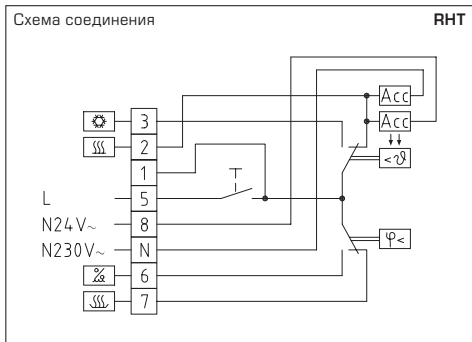 Схема соединения RHT
Acc
3 Acc
2 <ϑ
1
L 5
N24V~ 8
N230V~ N φ<
% 6
7